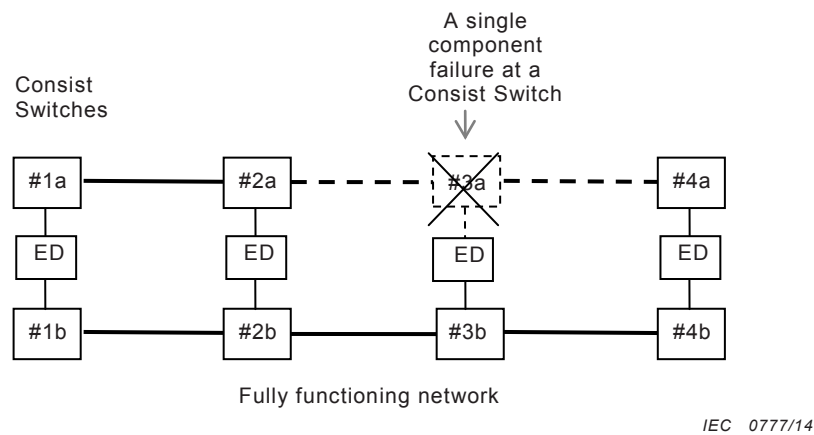 A single
component
failure at a
Consist Switch
Consist
Switches
#1a
#2a
#3a
#4a
ED
ED
ED
ED
#1b
#2b
#3b
#4b
Fully functioning network
IEC 0777/14